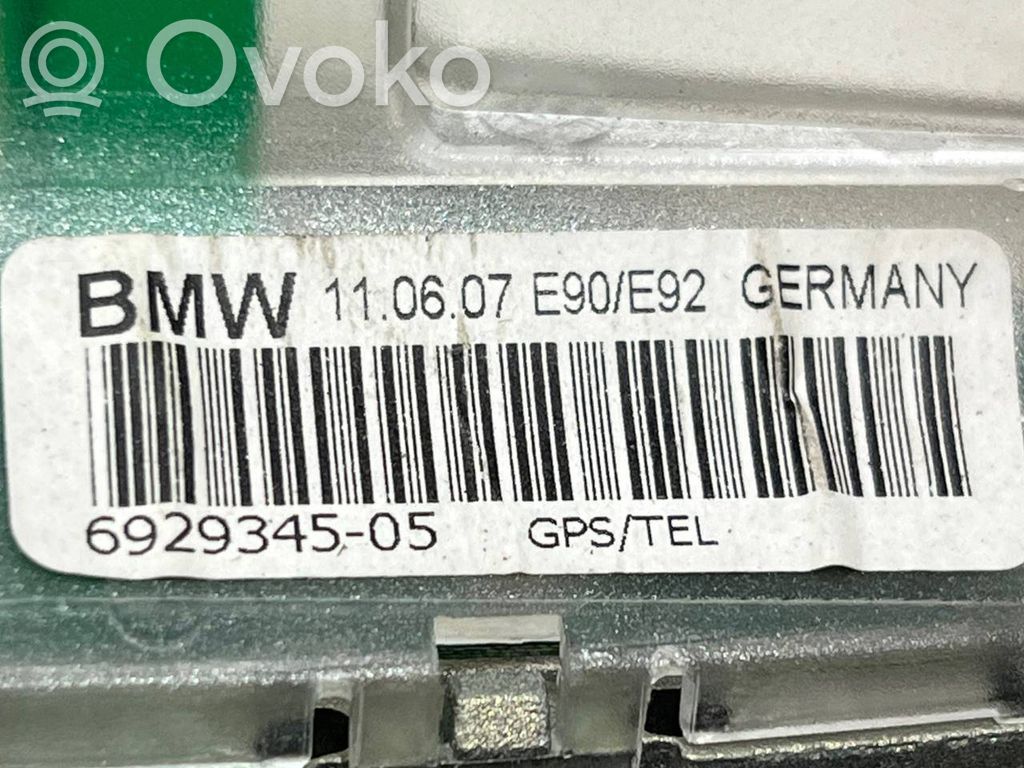 Ovoko
BMW 11.06.07 E90/E92 GERMANY
6929345-05 GPS/TEL